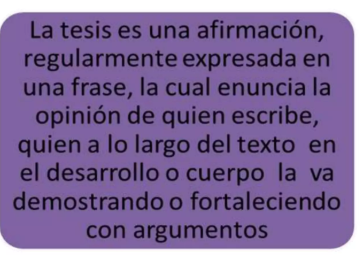 La tesis es una afirmación,
regularmente expresada en
una frase, la cual enuncia la
opinión de quien escribe,
quien a lo largo del texto en
el desarrollo o cuerpo la va
demostrando o fortaleciendo
con argumentos